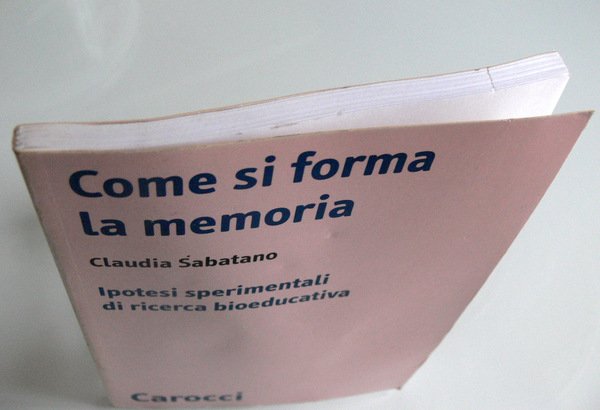 Come si forma
la memoria
Claudia Sabatano
Ipotesi sperimentali
di ricerca bioeducativa
Carocci